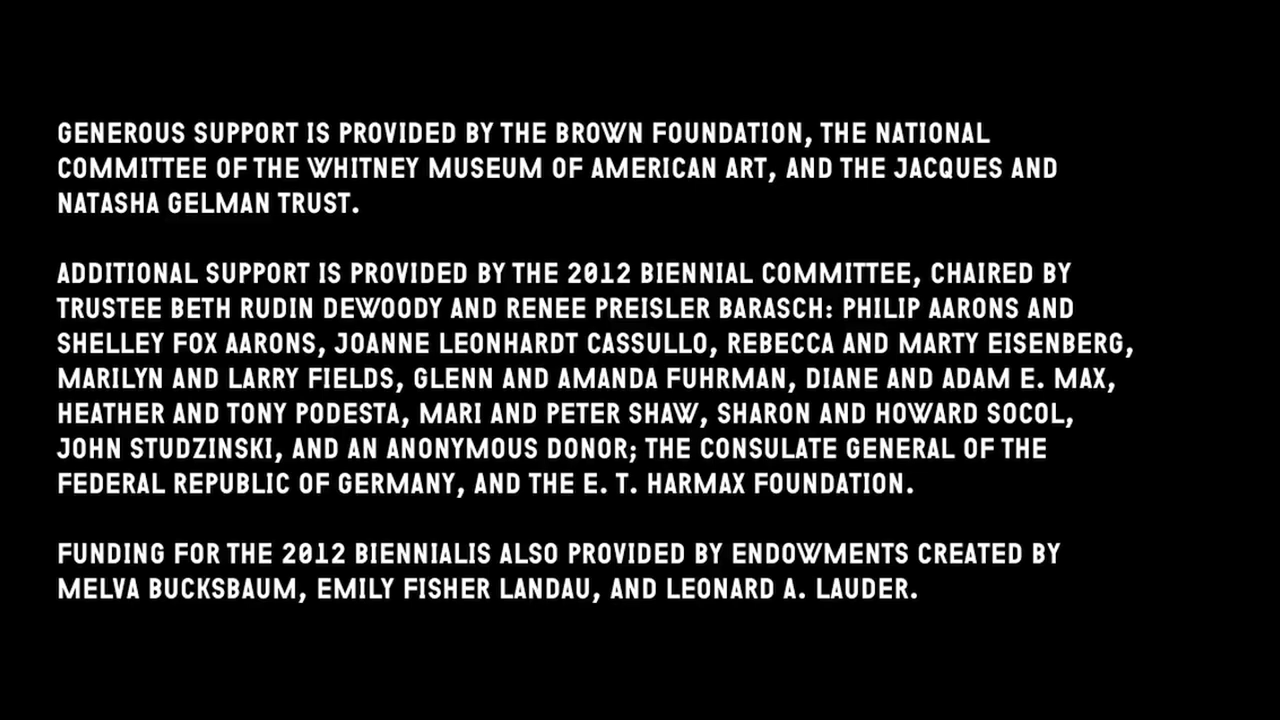 GENEROUS SUPPORT IS PROVIDED BY THE BROWN FOUNDATION, THE NATIONAL
COMMITTEE OF THE WHITNEY MUSEUM OF AMERICAN ART, AND THE JACQUES AND
NATASHA GELMAN TRUST.
ADDITIONAL SUPPORT IS PROVIDED BY THE 2012 BIENNIAL COMMITTEE, CHAIRED BY
TRUSTEE BETH RUDIN DEWOODY AND RENEE PREISLER BARASCH: PHILIP AARONS AND
SHELLEY FOX AARONS, JOANNE LEONHARDT CASSULLO, REBECCA AND MARTY EISENBERG,
MARILYN AND LARRY FIELDS, GLENN AND AMANDA FUHRMAN, DIANE AND ADAM E. MAX,
HEATHER AND TONY PODESTA, MARI AND PETER SHAW, SHARON AND HOWARD SOCOL,
JOHN STUDZINSKI, AND AN ANONYMOUS DONOR; THE CONSULATE GENERAL OF THE
FEDERAL REPUBLIC OF GERMANY, AND THE E. T. HARMAX FOUNDATION.
FUNDING FOR THE 2012 BIENNIALIS ALSO PROVIDED BY ENDOWMENTS CREATED BY
MELVA BUCKSBAUM, EMILY FISHER LANDAU, AND LEONARD A. LAUDER.